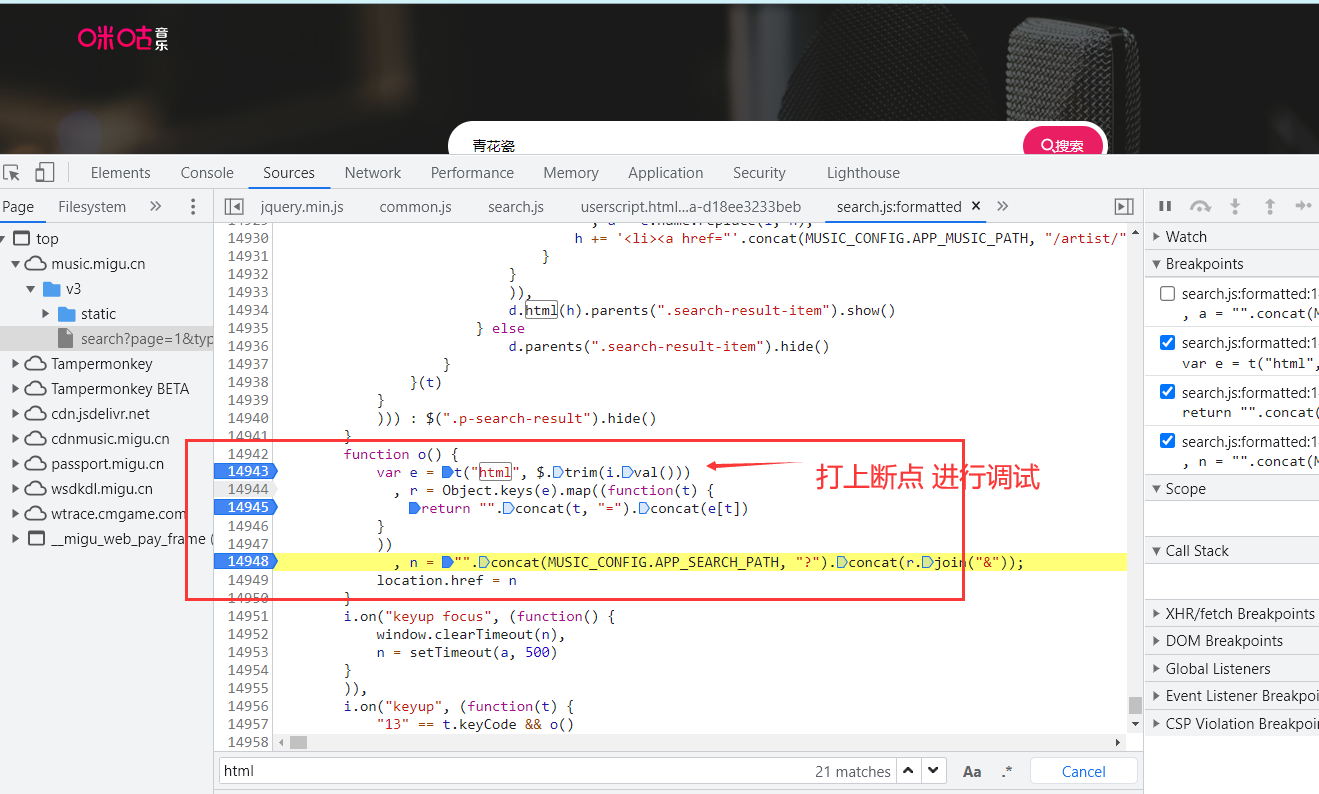 咪咕音乐
青花瓷
搜索
Elements Console Sources Network Performance Memory Application Security Lighthouse
Page Filesystem »
jquery.min.js common.js search.js userscript.html…a-d18ee3233beb search.js:formatted × »
top
music.migu.cn
v3
static
search?page=1&typ
Tampermonkey
Tampermonkey BETA
cdn.jsdelivr.net
cdnmusic.migu.cn
passport.migu.cn
wsdkdl.migu.cn
wtrace.cmgame.com
__migu_web_pay_frame (
14930 h += '<li><a href="'.concat(MUSIC_CONFIG.APP_MUSIC_PATH, "/artist/"
14931 }
14932 }
14933 )),
14934 d.html(h).parents(".search-result-item").show()
14935 } else
14936 d.parents(".search-result-item").hide()
14937 }
14938 }(t)
14939 }
14940 ))) : $(".p-search-result").hide()
14941 }
14942 function o() {
14943 var e = t("html", $.trim(i.val()))
14944 , r = Object.keys(e).map((function(t) {
14945 return "".concat(t, "=").concat(e[t])
14946 }
14947 ))
14948 , n = "".concat(MUSIC_CONFIG.APP_SEARCH_PATH, "?").concat(r.join("&"));
14949 location.href = n
14950 }
14951 i.on("keyup focus", (function() {
14952 window.clearTimeout(n),
14953 n = setTimeout(a, 500)
14954 }
14955 )),
14956 i.on("keyup", (function(t) {
14957 "13" == t.keyCode && o()
14958
打上断点 进行调试
html
21 matches
Aa .* Cancel
Watch
Breakpoints
search.js:formatted:1
, a = "".concat(M
search.js:formatted:1
var e = t("html",
search.js:formatted:1
return "".concat(
search.js:formatted:1
, n = "".concat(M
Scope
Call Stack
XHR/fetch Breakpoints
DOM Breakpoints
Global Listeners
Event Listener Breakpoi
CSP Violation Breakpoi